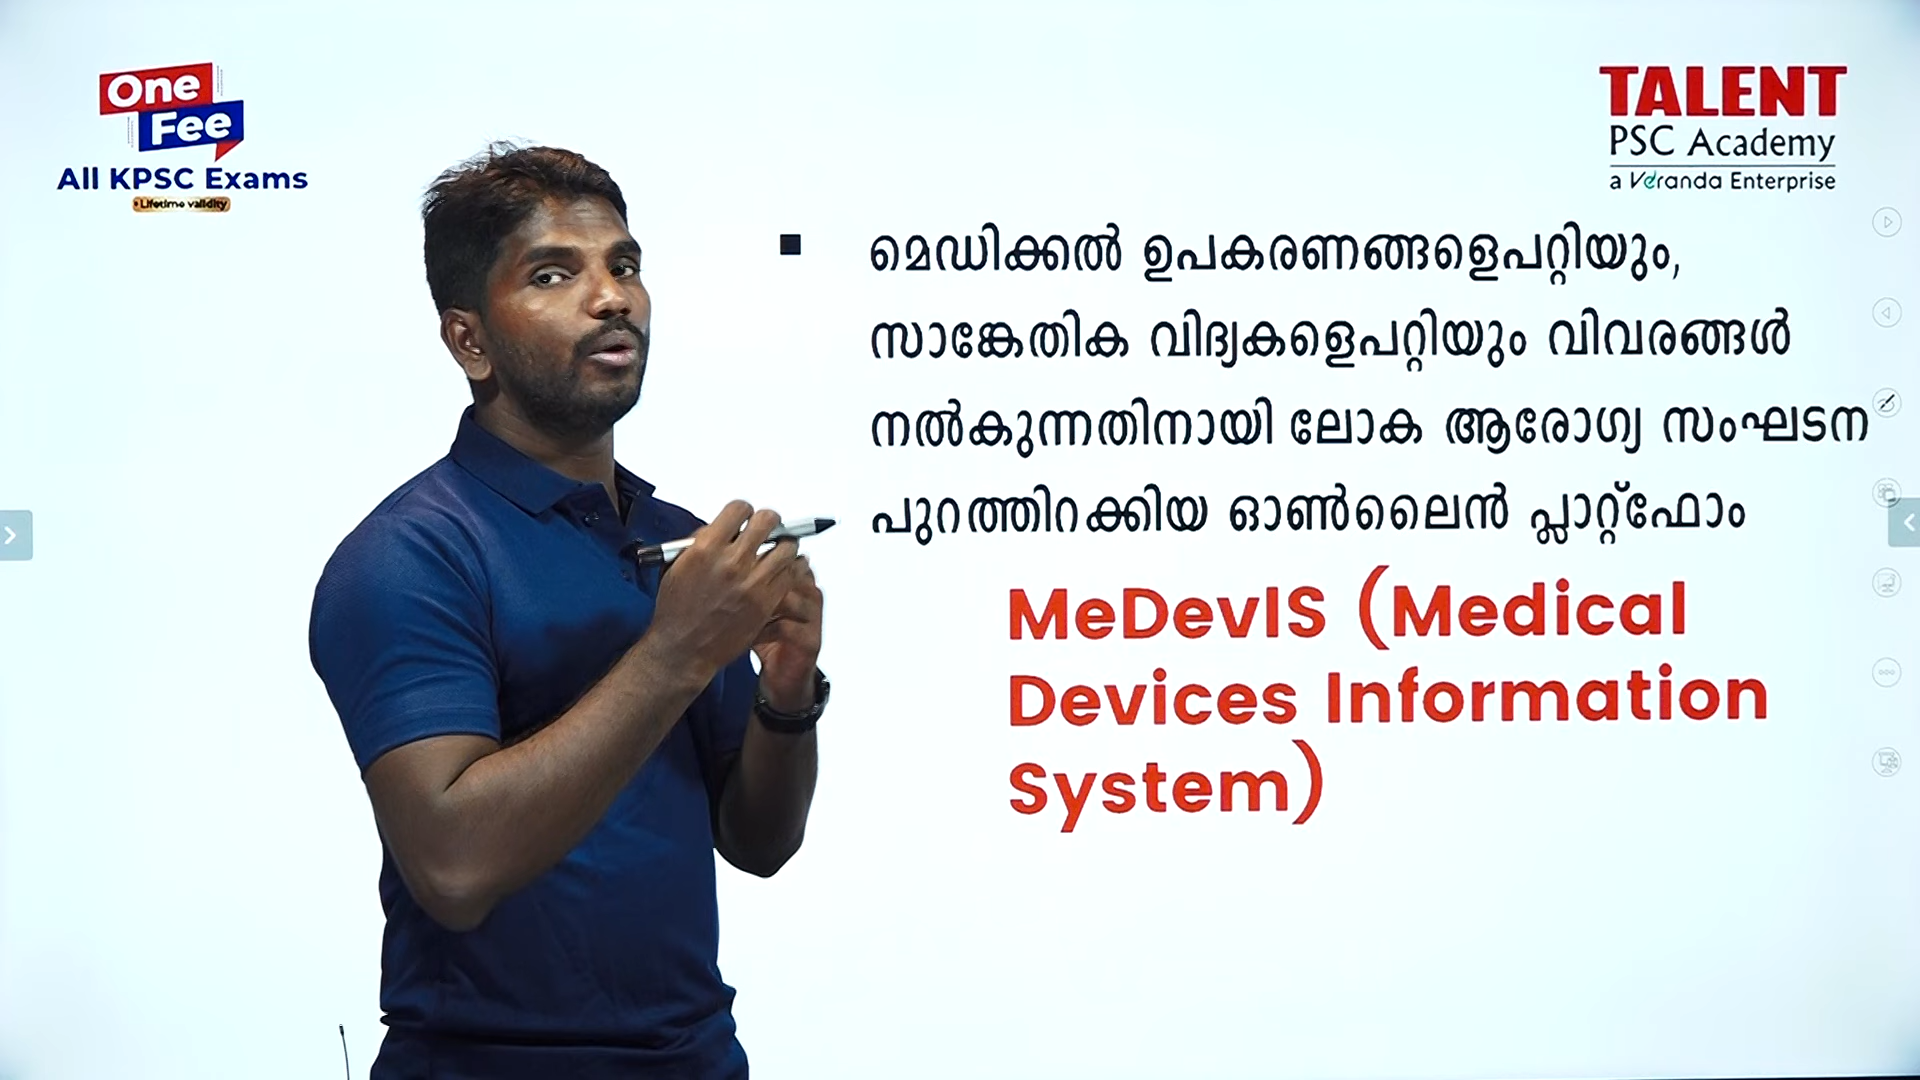 One
Fee
All KPSC Exams
Lifetime validity
TALENT
PSC Academy
a Veranda Enterprise
▪ മെഡിക്കൽ ഉപകരണങ്ങളെപറ്റിയും,
സാങ്കേതിക വിദ്യകളെപറ്റിയും വിവരങ്ങൾ
നൽകുന്നതിനായി ലോക ആരോഗ്യ സംഘടന
പുറത്തിറക്കിയ ഓൺലൈൻ പ്ലാറ്റ്ഫോം
MeDevIS (Medical
Devices Information
System)